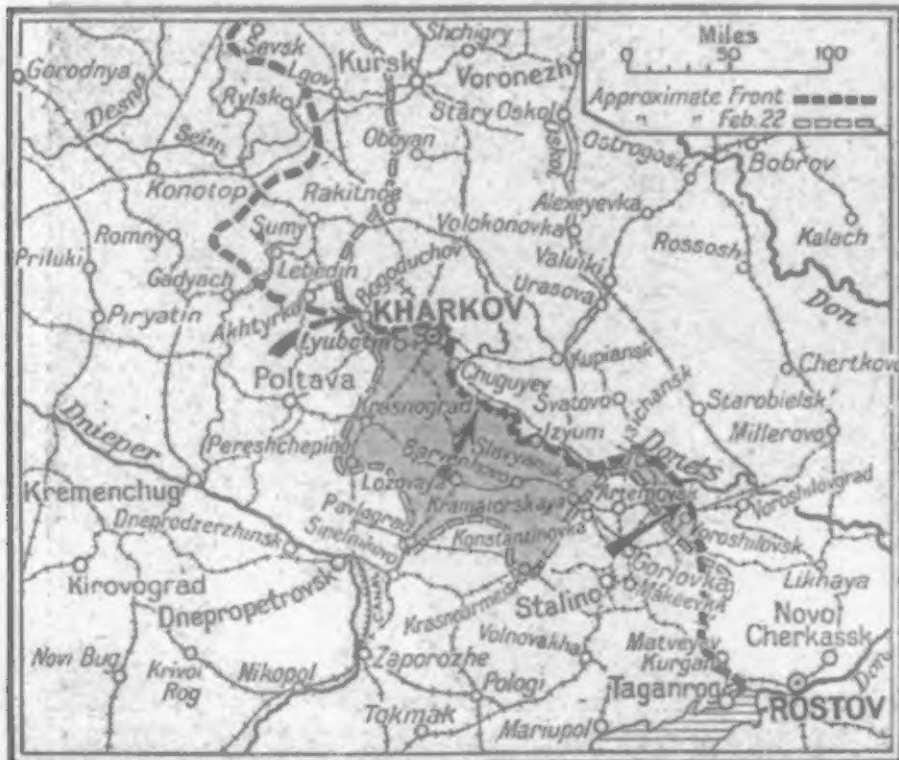 Miles
0 50 100
Approximate Front
" " Feb. 22
Sevsk
Shchigry
Gorodnya
Lgov
Kursk
Voronezh
Desna
Rylsk
Stary Oskol
Seim
Oboyan
Oskol
Ostrogosk
Bobrov
Konotop
Rakitnoe
Alexeyevka
Sumy
Volokonovka
Romny
Rossosh
Kalach
Priluki
Lebedin
Valuiki
Gadyach
Bogoduchov
Urasova
Don
Piryatin
Akhtyrka
KHARKOV
Lyubotin
Kupiansk
Chertkovo
Poltava
Chuguyev
Svatovo
Lisichansk
Starobielsk
Krasnograd
Izyum
Millerovo
Dnieper
Pereshchepino
Slavyansk
Donets
Barvenkovo
Kremenchug
Lozovaya
Kramatorskaya
Artemovsk
Voroshilovgrad
Dneprodzerzhinsk
Pavlograd
Sinelnikovo
Konstantinovka
Voroshilovsk
Kirovograd
Gorlovka
Likhaya
Dnepropetrovsk
CANAL
Krasnoarmeisk
Stalino
Makeevka
Novo
Cherkassk
Volnovakha
Matveyev
Kurgan
Novi Bug
Krivoi
Rog
Nikopol
Zaporozhe
Don
Pologi
Taganrog
ROSTOV
Tokmak
Mariupol